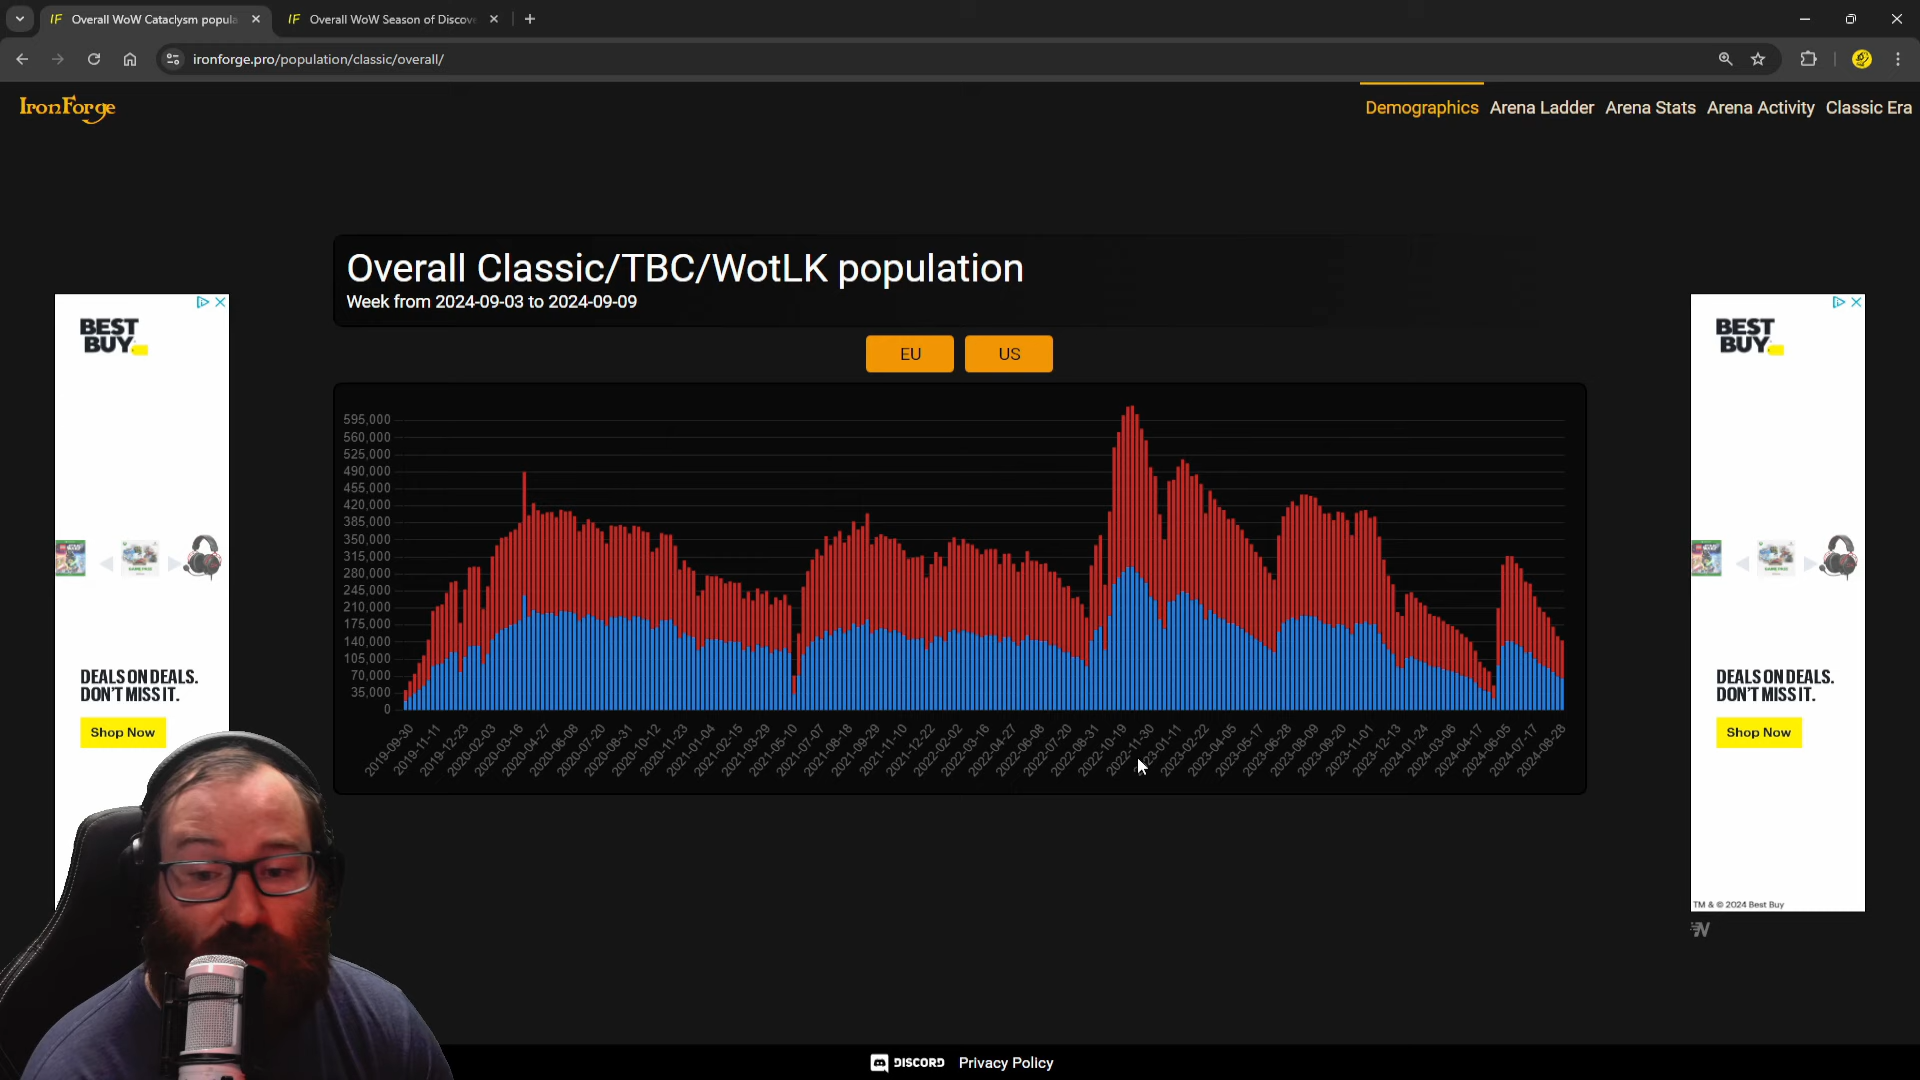 IF Overall WoW Cataclysm popula
IF Overall WoW Season of Discov
ironforge.pro/population/classic/overall/
IronForge
Demographics
Arena Ladder
Arena Stats
Arena Activity
Classic Era
Overall Classic/TBC/WotLK population
Week from 2024-09-03 to 2024-09-09
EU
US
BEST
BUY
DEALS ON DEALS.
DON'T MISS IT.
Shop Now
595,000
560,000
525,000
490,000
455,000
420,000
385,000
350,000
315,000
280,000
245,000
210,000
175,000
140,000
105,000
70,000
35,000
0
2019-09-30
2019-11-11
2019-12-23
2020-02-03
2020-03-16
2020-04-27
2020-06-08
2020-07-20
2020-08-31
2020-10-12
2020-11-23
2021-01-04
2021-02-15
2021-03-29
2021-05-10
2021-07-07
2021-08-18
2021-09-29
2021-11-10
2021-12-22
2022-02-02
2022-03-16
2022-04-27
2022-06-08
2022-07-20
2022-08-31
2022-10-19
2022-11-30
2023-01-11
2023-02-22
2023-04-05
2023-05-17
2023-06-28
2023-08-09
2023-09-20
2023-11-01
2023-12-13
2024-01-24
2024-03-06
2024-04-17
2024-06-05
2024-07-17
2024-08-28
BEST
BUY
DEALS ON DEALS.
DON'T MISS IT.
Shop Now
TM & © 2024 Best Buy
N
DISCORD
Privacy Policy